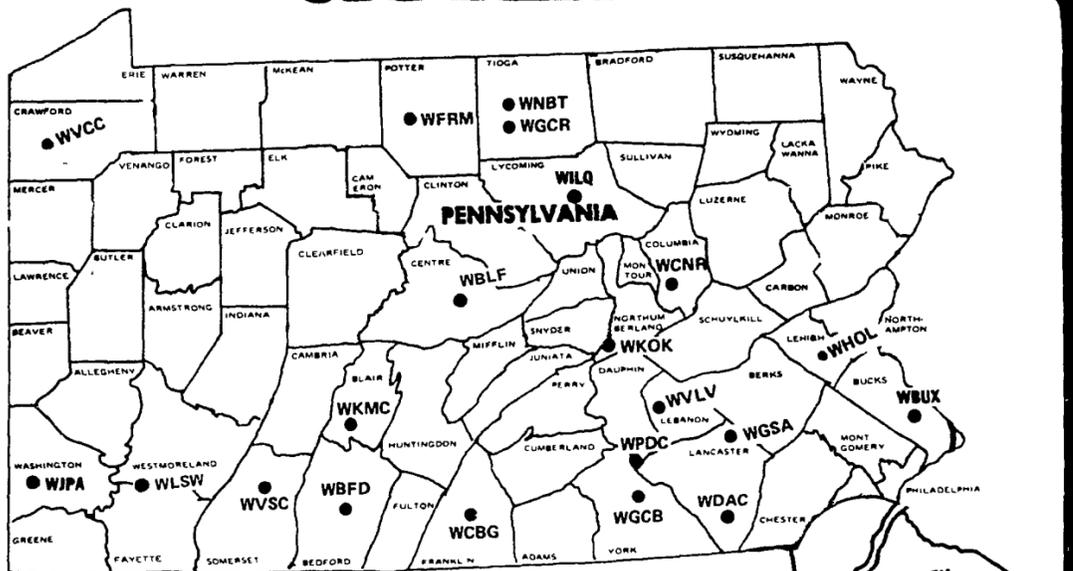 ERIE
WARREN
McKEAN
POTTER
TIOGA
BRADFORD
SUSQUEHANNA
WAYNE
CRAWFORD
WVCC
WFRM
WNBT
WGCR
WYOMING
LACKA
WANNA
PIKE
VENANGO
FOREST
ELK
CAM
ERON
CLINTON
LYCOMING
SULLIVAN
WILQ
MERCER
LUZERNE
PENNSYLVANIA
MONROE
CLARION
JEFFERSON
CLEARFIELD
CENTRE
COLUMBIA
BUTLER
WBLF
UNION
MON
TOUR
WCNR
LAWRENCE
CARBON
ARMSTRONG
INDIANA
SNYDER
NORTHUM
BERLAND
SCHUYLKILL
NORTH-
AMPTON
BEAVER
LEHIGH
WHOL
MIFFLIN
WKOK
CAMBRIA
JUNIATA
ALLEGHENY
BLAIR
PERRY
DAUPHIN
BERKS
BUCKS
WBUX
WKMC
WVLV
LEBANON
HUNTINGDON
CUMBERLAND
WPDC
WGSA
LANCASTER
MONT
GOMERY
WASHINGTON
WJPA
WESTMORELAND
WLSW
WVSC
WBFD
FULTON
WCBG
WGCB
WDAC
PHILADELPHIA
CHESTER
GREENE
FAYETTE
SOMERSET
BEDFORD
FRANKLIN
ADAMS
YORK